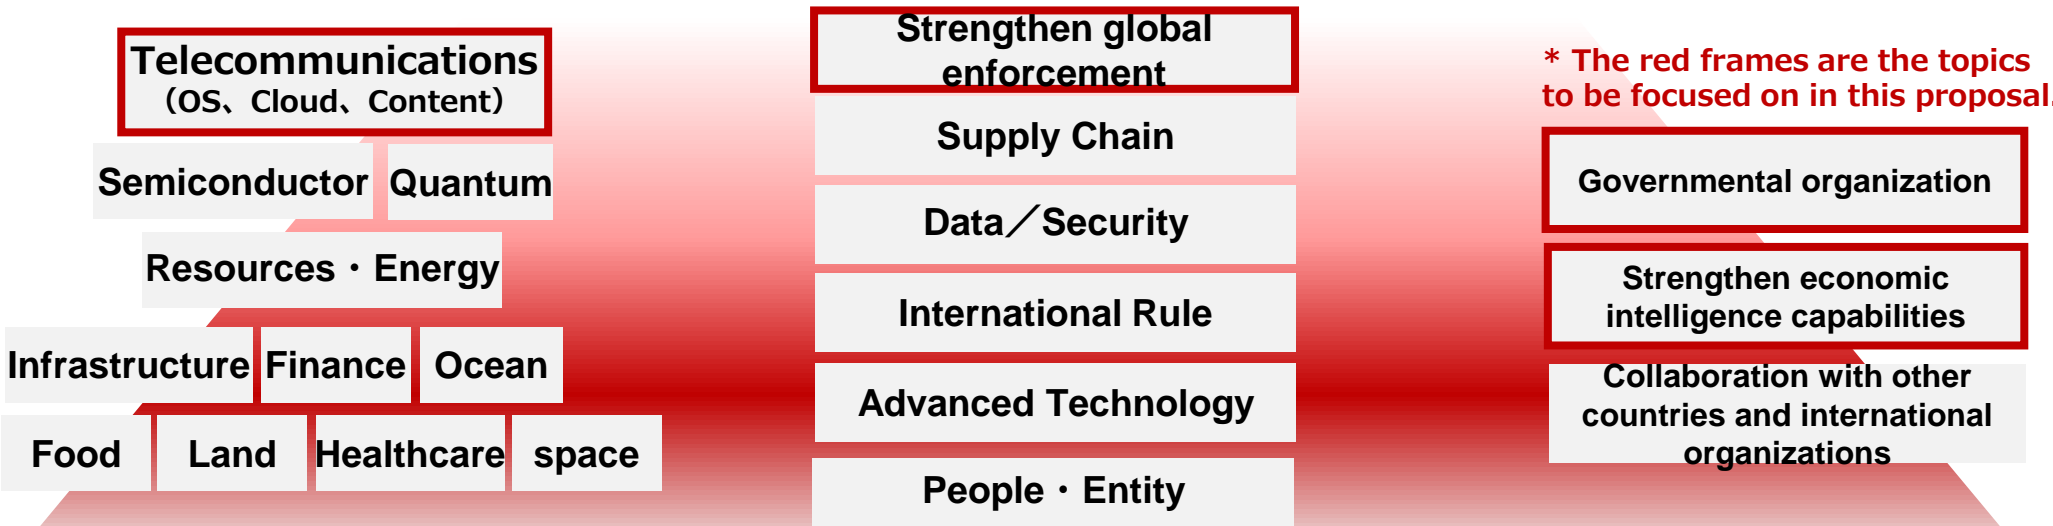 Telecommunications
（OS、Cloud、Content）
Semiconductor
Quantum
Resources・Energy
Infrastructure
Finance
Ocean
Food
Land
Healthcare
space
Strengthen global
enforcement
Supply Chain
Data／Security
International Rule
Advanced Technology
People・Entity
* The red frames are the topics
to be focused on in this proposal.
Governmental organization
Strengthen economic
intelligence capabilities
Collaboration with other
countries and international
organizations